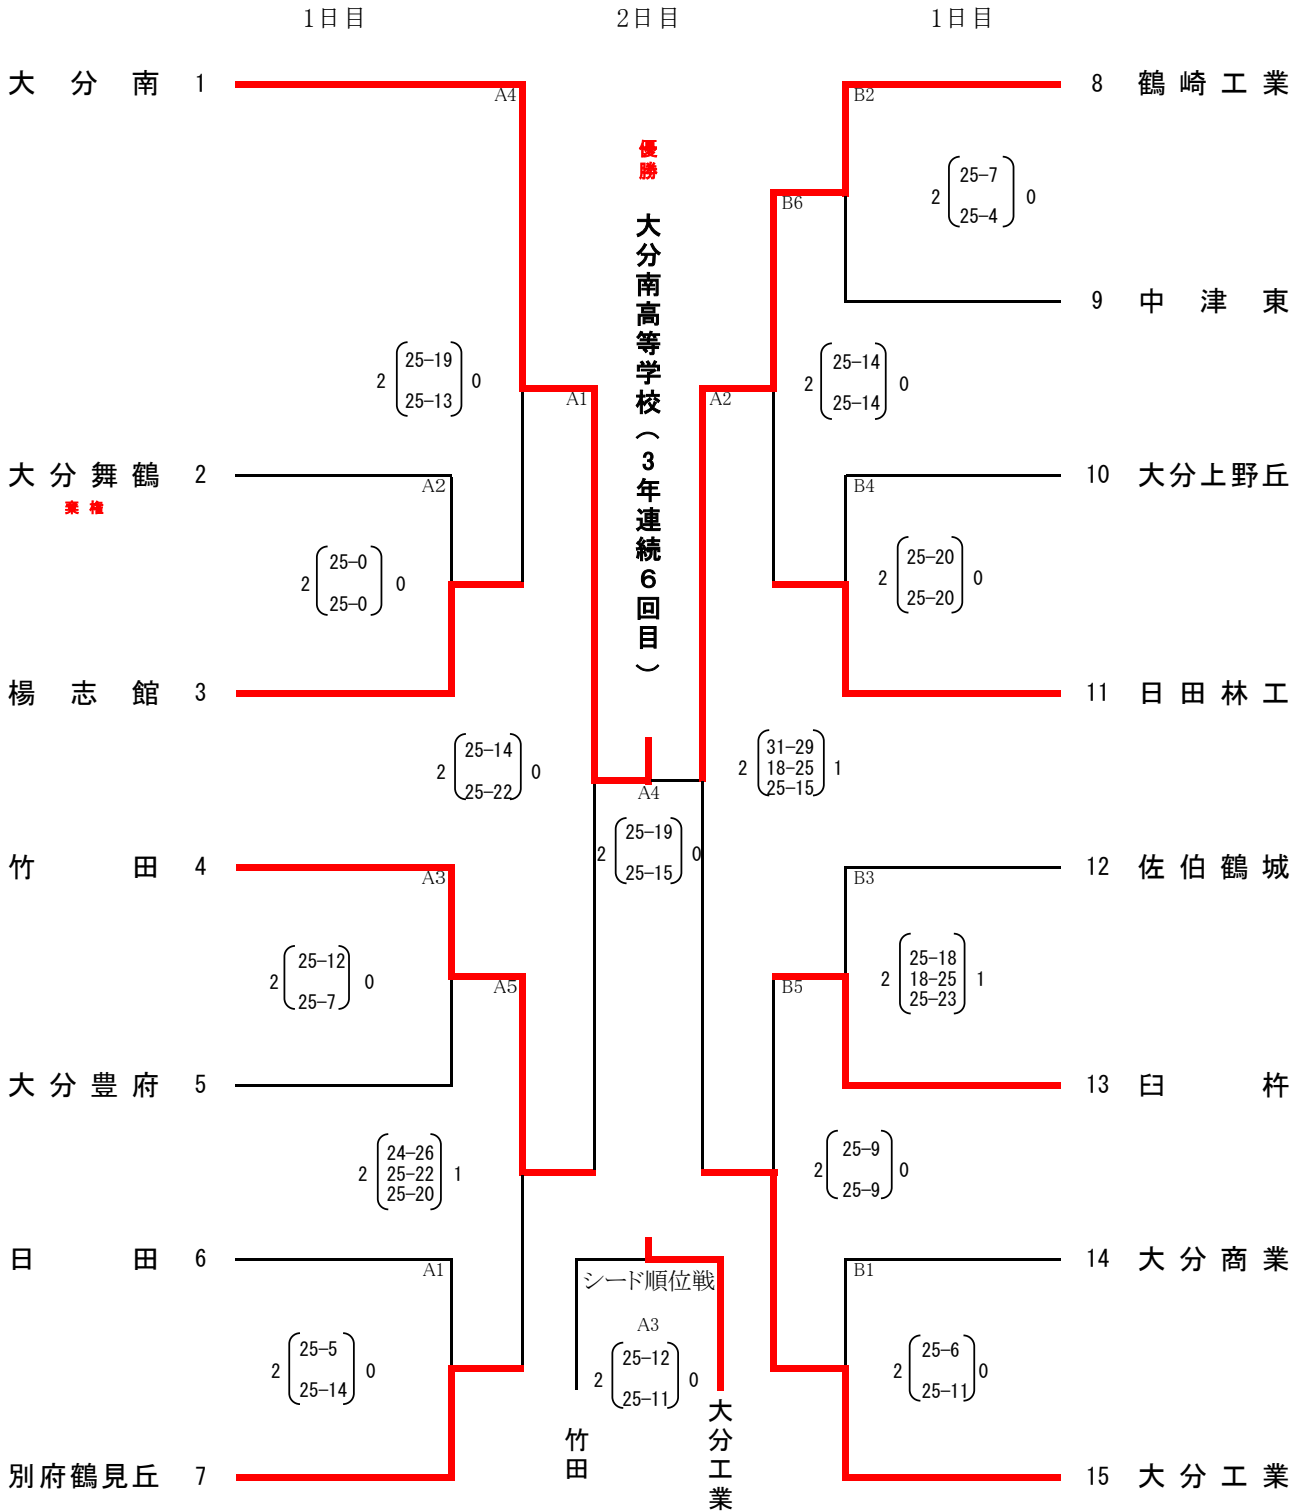 1日目
2日目
1日目
大分南 1
A4
B2
8 鶴崎工業
優勝
大分南高等学校(3年連続6回目)
2 25-7 0
25-4
B6
9 中津東
2 25-19 0
25-13
A1
A2
2 25-14 0
25-14
大分舞鶴 2
棄権
A2
B4
10 大分上野丘
2 25-0 0
25-0
2 25-20 0
25-20
楊志館 3
11 日田林工
2 25-14 0
25-22
A4
2 31-29 1
18-25
25-15
2 25-19 0
25-15
竹田 4
A3
B3
12 佐伯鶴城
2 25-12 0
25-7
A5
B5
2 25-18 1
18-25
25-23
大分豊府 5
13 臼杵
2 24-26 1
25-22
25-20
2 25-9 0
25-9
日田 6
A1
シード順位戦
B1
14 大分商業
A3
2 25-5 0
25-14
2 25-12 0
25-11
2 25-6 0
25-11
竹田
大分工業
別府鶴見丘 7
15 大分工業